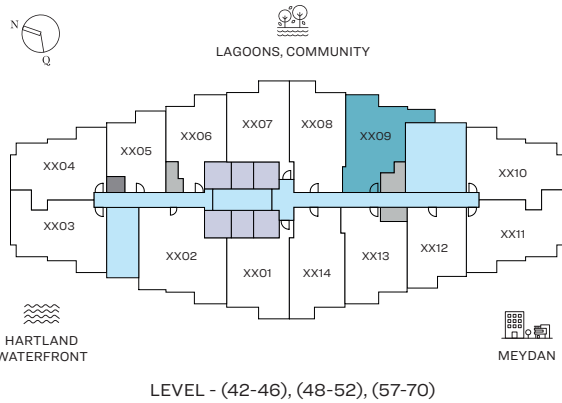 N
Q
LAGOONS, COMMUNITY
XX07
XX08
XX06
XX09
XX05
XX04
XX10
XX03
XX11
XX02
XX12
XX01
XX14
XX13
HARTLAND
WATERFRONT
MEYDAN
LEVEL - (42-46), (48-52), (57-70)